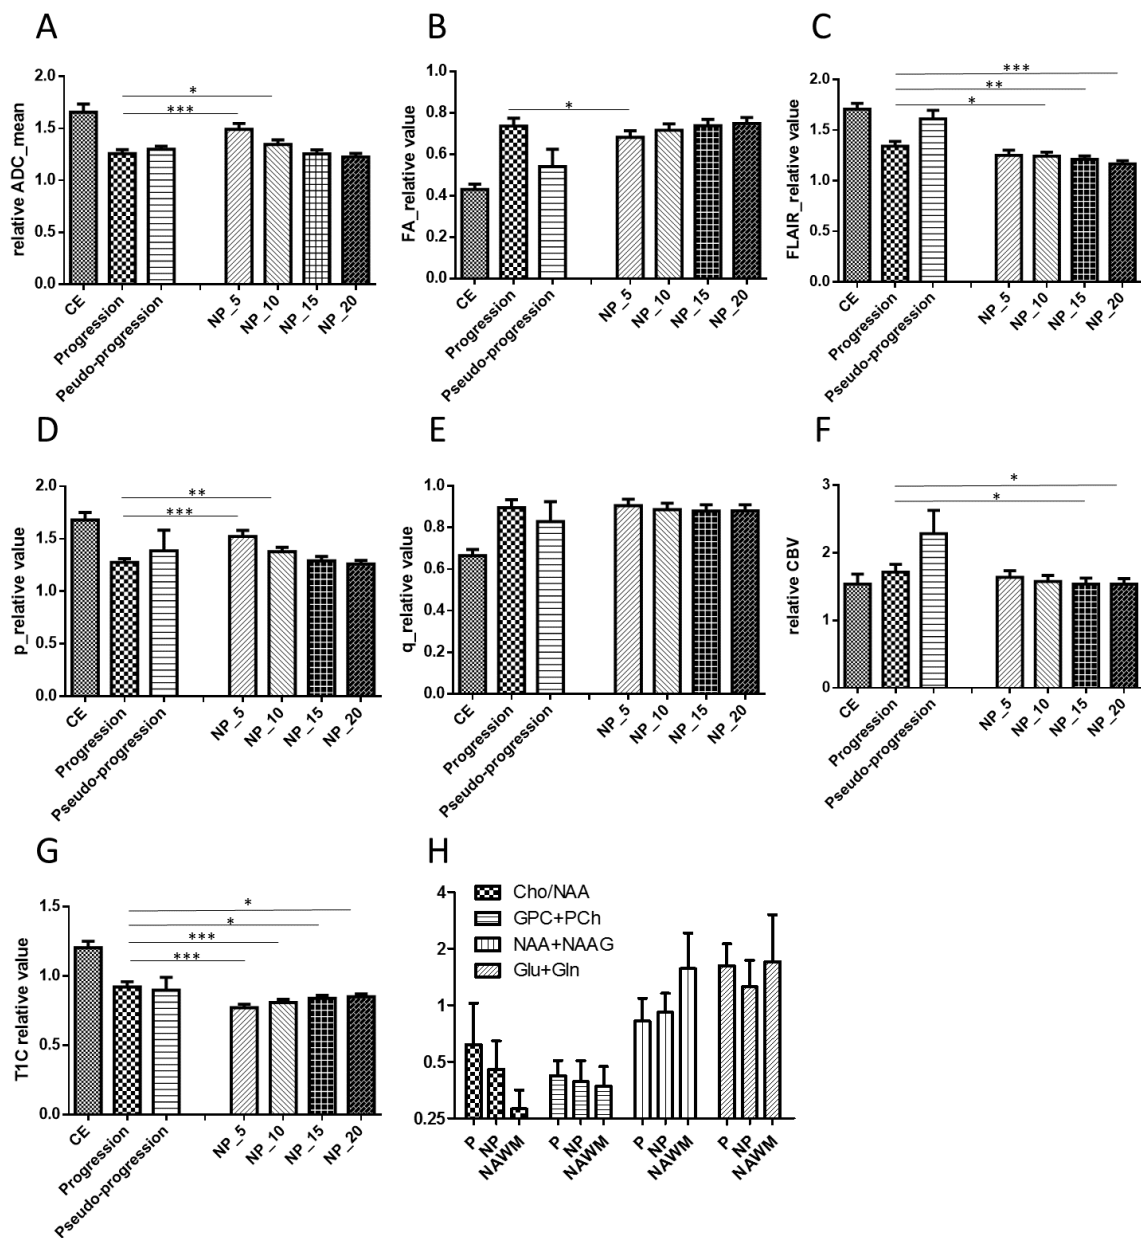 A
relative ADC_mean
2.0
1.5
1.0
0.5
0.0
*
***
CE
Progression
Peudo-progression
NP_5
NP_10
NP_15
NP_20
B
FA_relative value
1.0
0.8
0.6
0.4
0.2
0.0
*
CE
Progression
Pseudo-progression
NP_5
NP_10
NP_15
NP_20
C
FLAIR_relative value
2.0
1.5
1.0
0.5
0.0
***
**
*
CE
Progression
Pseudo-progression
NP_5
NP_10
NP_15
NP_20
D
p_relative value
2.0
1.5
1.0
0.5
0.0
**
***
CE
Progression
Pseudo-progression
NP_5
NP_10
NP_15
NP_20
E
q_relative value
1.0
0.8
0.6
0.4
0.2
0.0
CE
Progression
Pseudo-progression
NP_5
NP_10
NP_15
NP_20
F
relative CBV
3
2
1
0
*
*
CE
Progression
Pseudo-progression
NP_5
NP_10
NP_15
NP_20
G
T1C relative value
1.5
1.0
0.5
0.0
*
*
***
***
CE
Progression
Pseudo-progression
NP_5
NP_10
NP_15
NP_20
H
4
2
1
0.5
0.25
Cho/NAA
GPC+PCh
NAA+NAAG
Glu+Gln
P
NP
NAWM
P
NP
NAWM
P
NP
NAWM
P
NP
NAWM